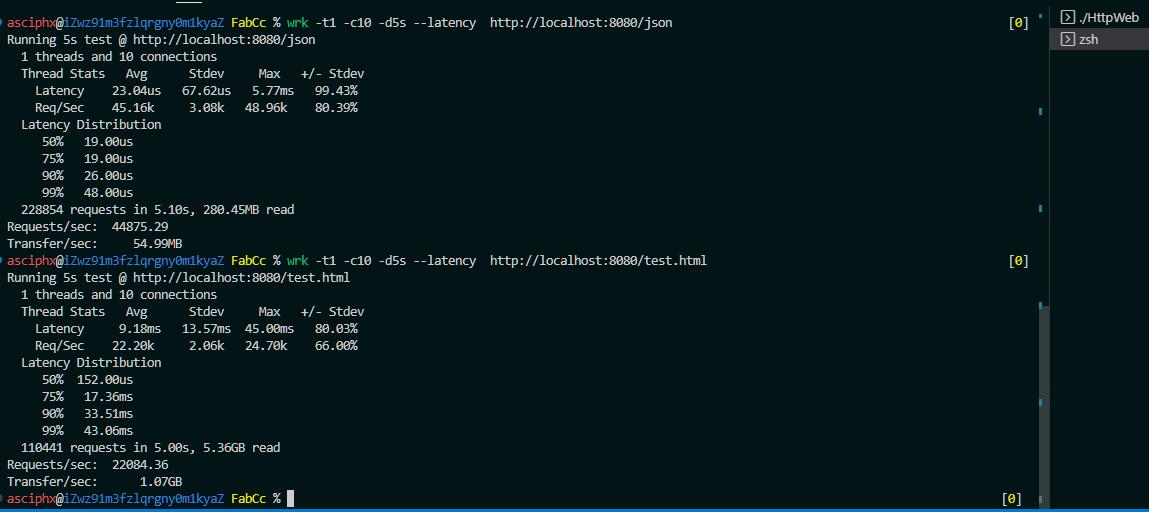 asciphx@iZwz91m3fzlqrgny0m1kyaZ FabCc % wrk -t1 -c10 -d5s --latency  http://localhost:8080/json [0]
Running 5s test @ http://localhost:8080/json
  1 threads and 10 connections
  Thread Stats   Avg      Stdev     Max   +/- Stdev
    Latency    23.04us   67.62us   5.77ms   99.43%
    Req/Sec    45.16k     3.08k   48.96k    80.39%
  Latency Distribution
     50%   19.00us
     75%   19.00us
     90%   26.00us
     99%   48.00us
  228854 requests in 5.10s, 280.45MB read
Requests/sec:  44875.29
Transfer/sec:     54.99MB
asciphx@iZwz91m3fzlqrgny0m1kyaZ FabCc % wrk -t1 -c10 -d5s --latency  http://localhost:8080/test.html [0]
Running 5s test @ http://localhost:8080/test.html
  1 threads and 10 connections
  Thread Stats   Avg      Stdev     Max   +/- Stdev
    Latency     9.18ms   13.57ms  45.00ms   80.03%
    Req/Sec    22.20k     2.06k   24.70k    66.00%
  Latency Distribution
     50%  152.00us
     75%   17.36ms
     90%   33.51ms
     99%   43.06ms
  110441 requests in 5.00s, 5.36GB read
Requests/sec:  22084.36
Transfer/sec:      1.07GB
asciphx@iZwz91m3fzlqrgny0m1kyaZ FabCc % [0]
./HttpWeb
zsh